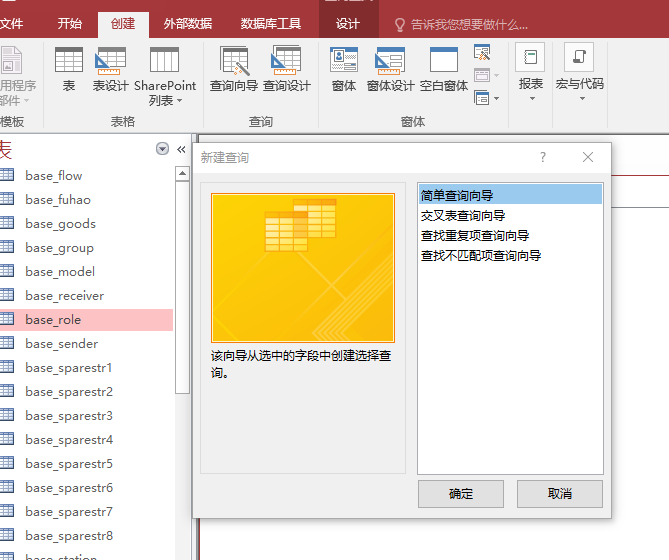 文件 开始 创建 外部数据 数据库工具 设计 告诉我您想要做什么...
用程序 表 表设计 SharePoint 查询向导 查询设计 窗体 窗体设计 空白窗体 报表 宏与代码
部件 列表
模板 表格 查询 窗体
表
新建查询
base_flow
base_fuhao
base_goods
base_group
base_model
base_receiver
base_role
base_sender
base_sparestr1
base_sparestr2
base_sparestr3
base_sparestr4
base_sparestr5
base_sparestr6
base_sparestr7
base_sparestr8
base_station
该向导从选中的字段中创建选择查
询。
简单查询向导
交叉表查询向导
查找重复项查询向导
查找不匹配项查询向导
确定 取消